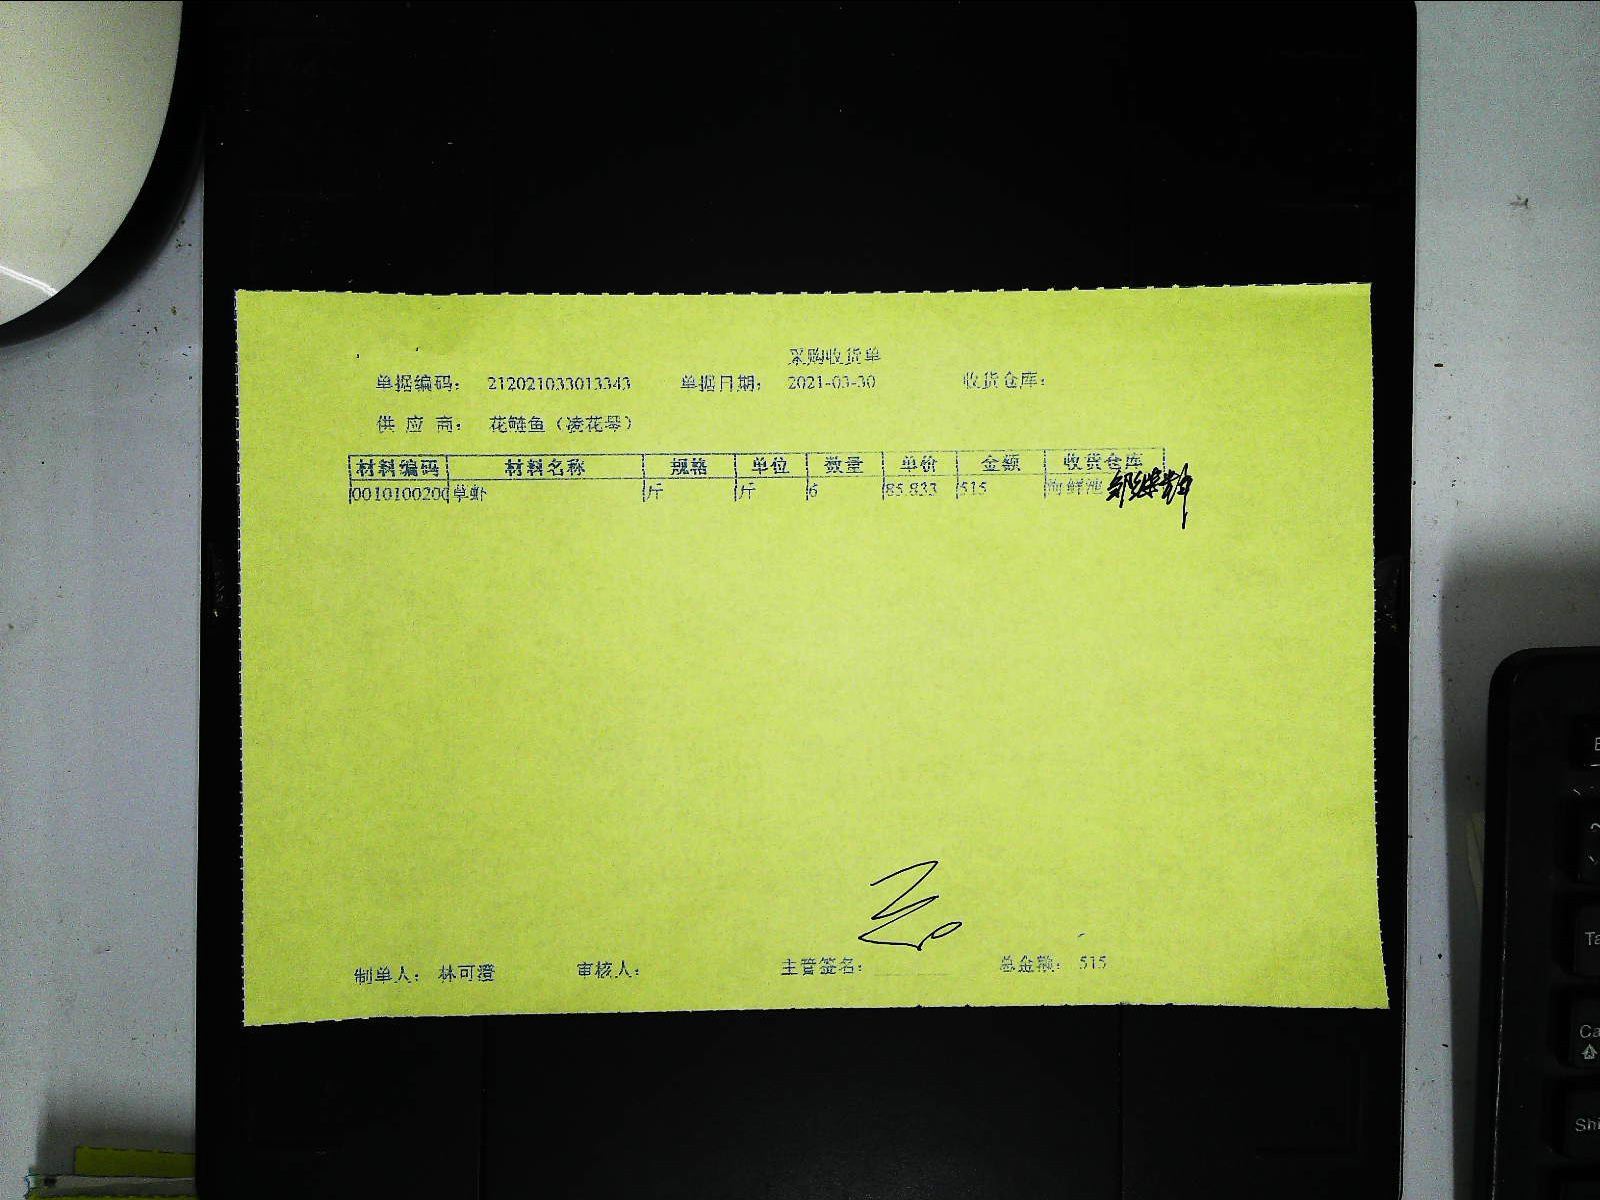 采购收货单
单据编码： 212021033013343 单据日期： 2021-03-30 收货仓库：
供 应 商： 花鲢鱼（凌花琴）
材料编码 材料名称 规格 单位 数量 单价 金额 收货仓库
0010100200 草虾 斤 斤 6 85.833 515 海鲜池
制单人： 林可澄 审核人： 主管签名： 总金额： 515